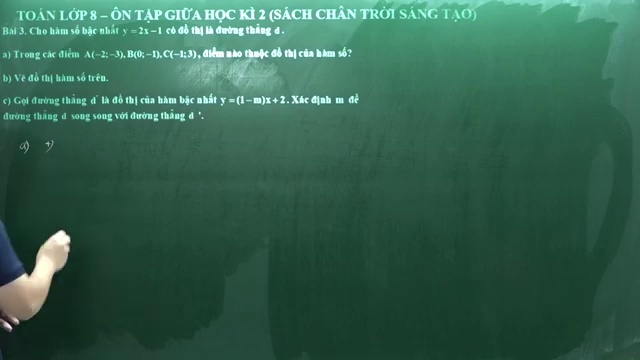 TOÁN LỚP 8 – ÔN TẬP GIỮA HỌC KÌ 2 (SÁCH CHÂN TRỜI SÁNG TẠO)
Bài 3. Cho hàm số bậc nhất y = 2x – 1 có đồ thị là đường thẳng d.
a) Trong các điểm A(–2; –3), B(0; –1), C(–1; 3), điểm nào thuộc đồ thị của hàm số?
b) Vẽ đồ thị hàm số trên.
c) Gọi đường thẳng d' là đồ thị của hàm bậc nhất y = (1 – m)x + 2. Xác định m để
đường thẳng d song song với đường thẳng d'.
a) +)